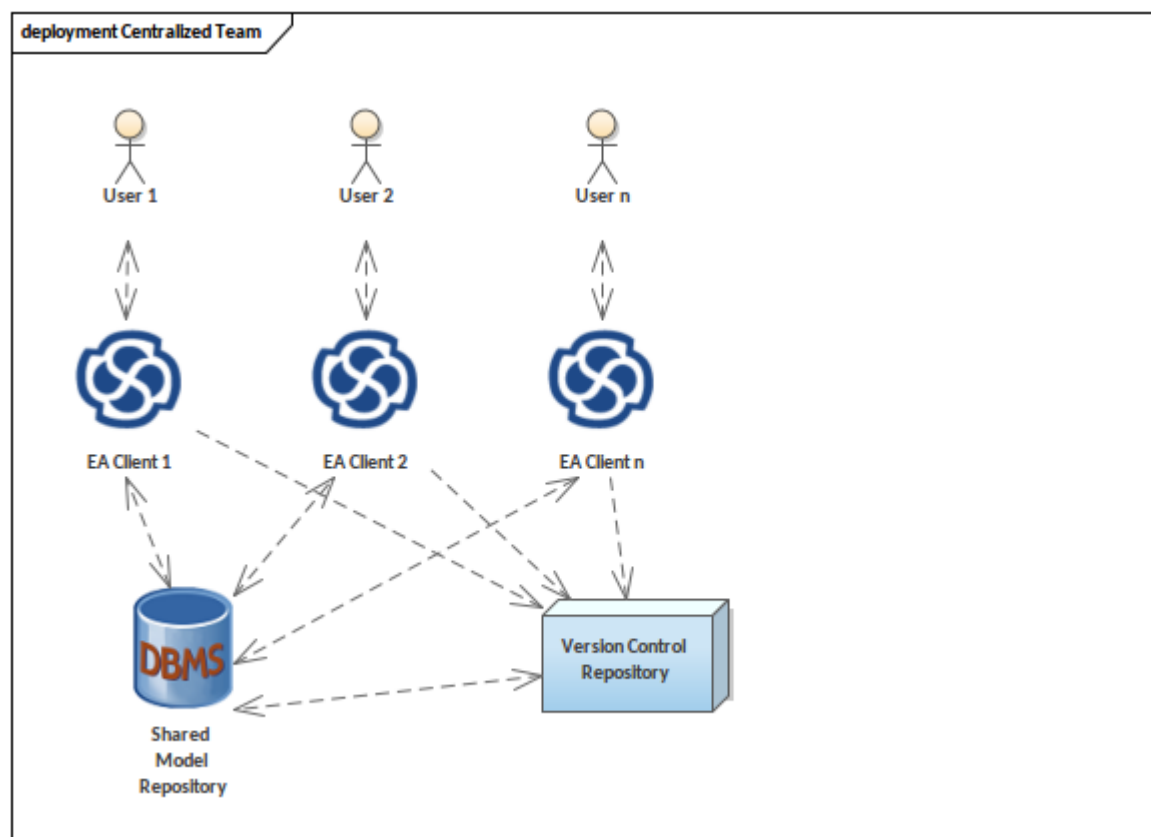 deployment Centralized Team
User 1
User 2
User n
EA Client 1
EA Client 2
EA Client n
DBMS
Version Control
Repository
Shared
Model
Repository